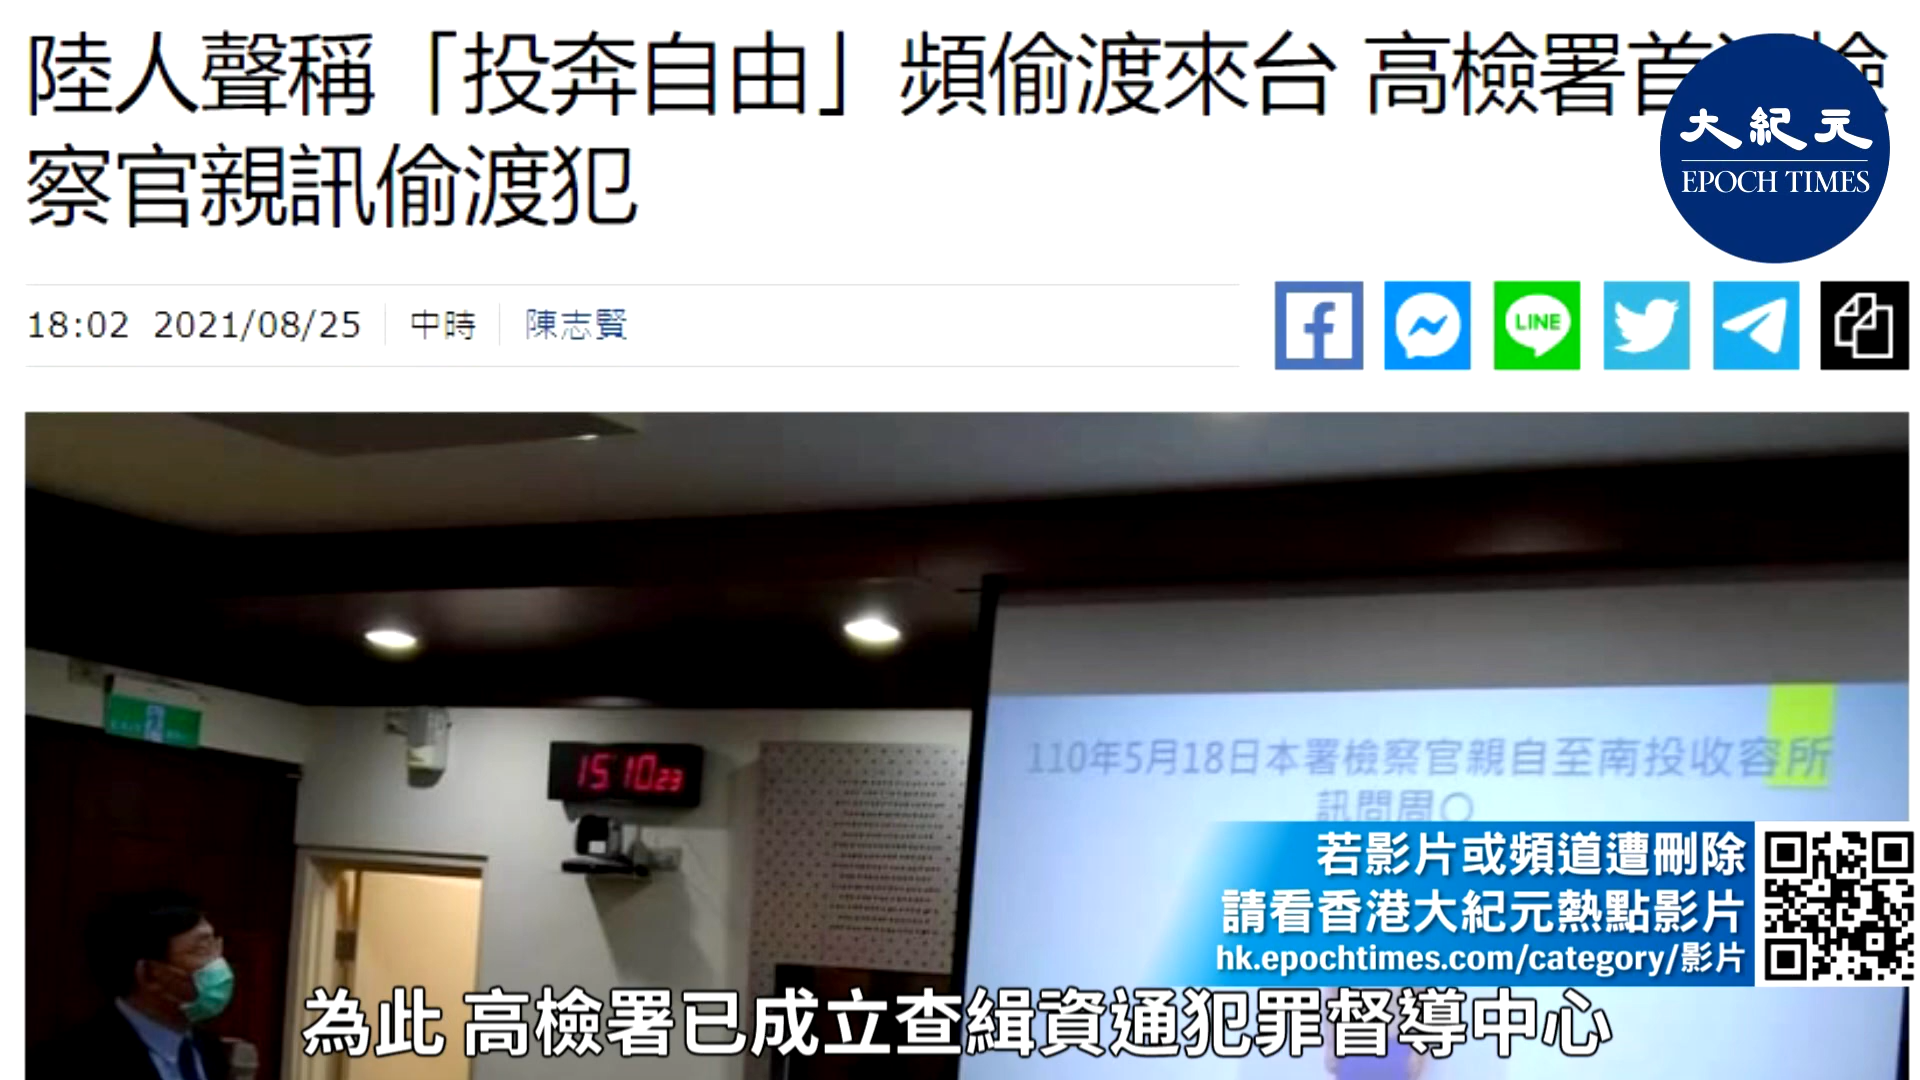 陸人聲稱「投奔自由」頻偷渡來台 高檢署首
察官親訊偷渡犯
大紀元
EPOCH TIMES
18:02 2021/08/25 中時 陳志賢
LINE
15 10 23
110年5月18日本署檢察官親自至南投收容所
訊問周○
若影片或頻道遭刪除
請看香港大紀元熱點影片
hk.epochtimes.com/category/影片
為此 高檢署已成立查緝資通犯罪督導中心